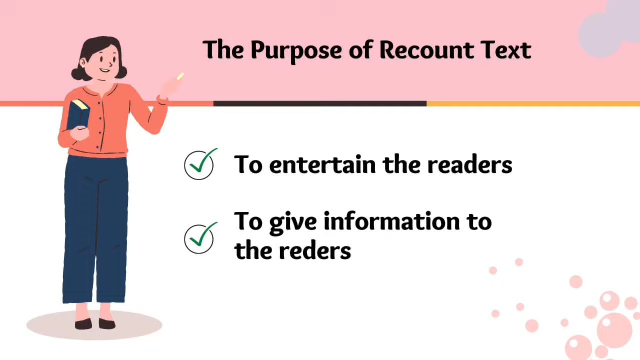 The Purpose of Recount Text
To entertain the readers
To give information to
the reders